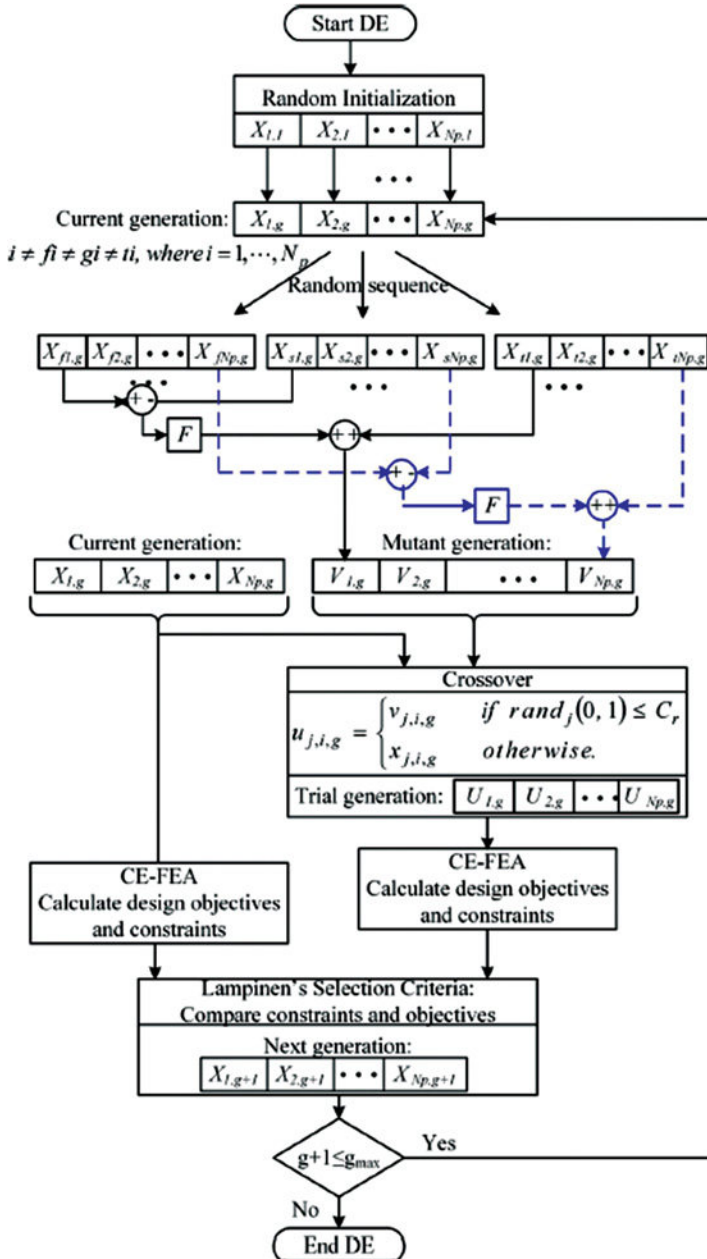 Start DE
Random Initialization
X1,1 X2,1 • • • XNp,1
• • •
Current generation: X1,g X2,g • • • XNp,g
i ≠ fi ≠ gi ≠ ti, where i = 1,⋯,Np
Random sequence
Xf1,g Xf2,g • • • XfNp,g Xs1,g Xs2,g • • • XsNp,g Xt1,g Xt2,g • • • XtNp,g
• • • • • • • • •
+ -
F + +
+ -
F ++
Current generation: Mutant generation:
X1,g X2,g • • • XNp,g V1,g V2,g • • • VNp,g
Crossover
uj,i,g = { vj,i,g if randj(0, 1) ≤ Cr
xj,i,g otherwise.
Trial generation: U1,g U2,g • • • UNp,g
CE-FEA
Calculate design objectives
and constraints
CE-FEA
Calculate design objectives
and constraints
Lampinen's Selection Criteria:
Compare constraints and objectives
Next generation:
X1,g+1 X2,g+1 • • • XNp,g+1
g+1≤gmax Yes
No
End DE